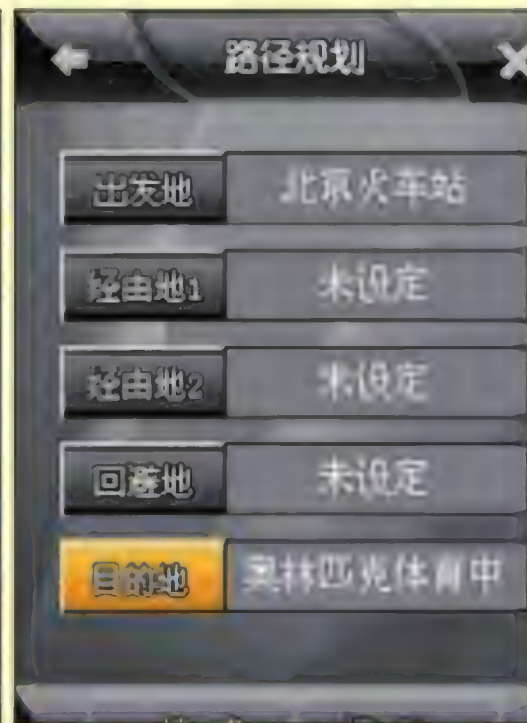 路径规划
出发地 北京火车站
经由地1 未设定
经由地2 未设定
回避地 未设定
目的地 奥林匹克体育中